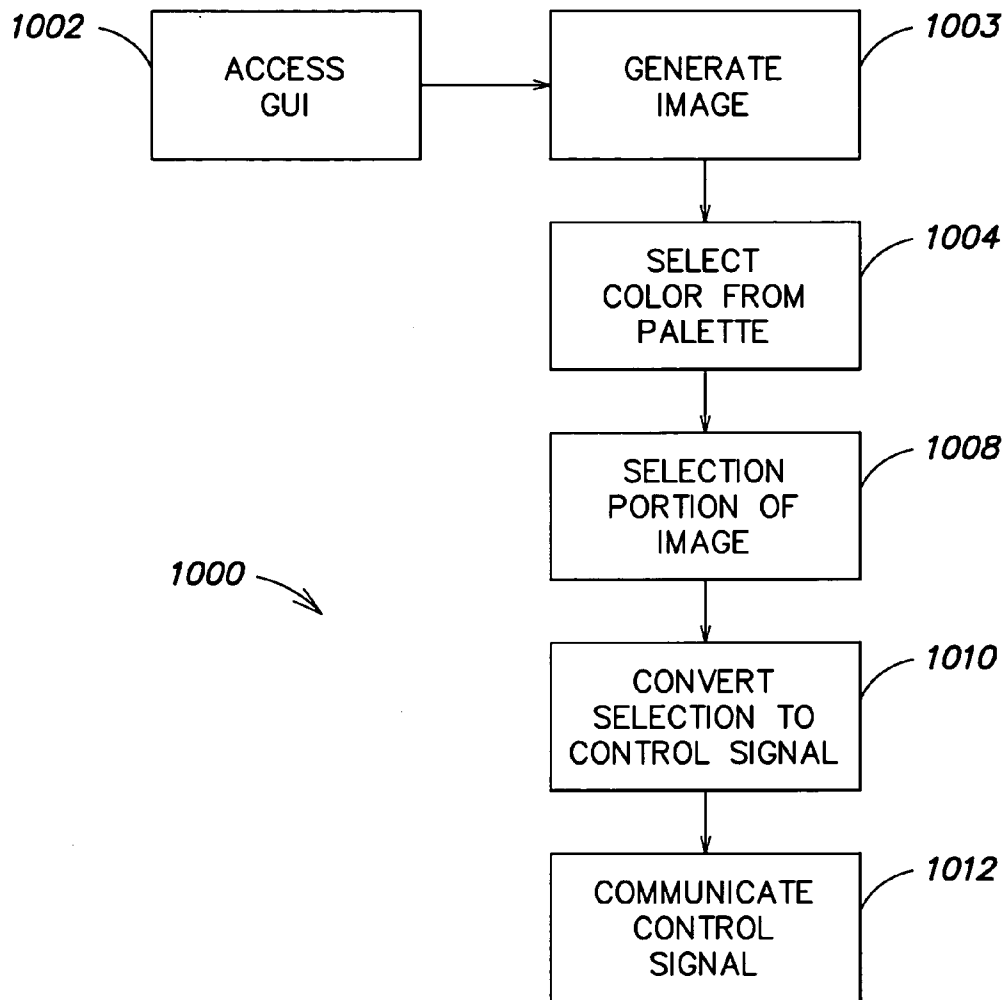 1002
ACCESS
GUI
1003
GENERATE
IMAGE
1004
SELECT
COLOR FROM
PALETTE
1008
SELECTION
PORTION OF
IMAGE
1000
1010
CONVERT
SELECTION TO
CONTROL SIGNAL
1012
COMMUNICATE
CONTROL
SIGNAL